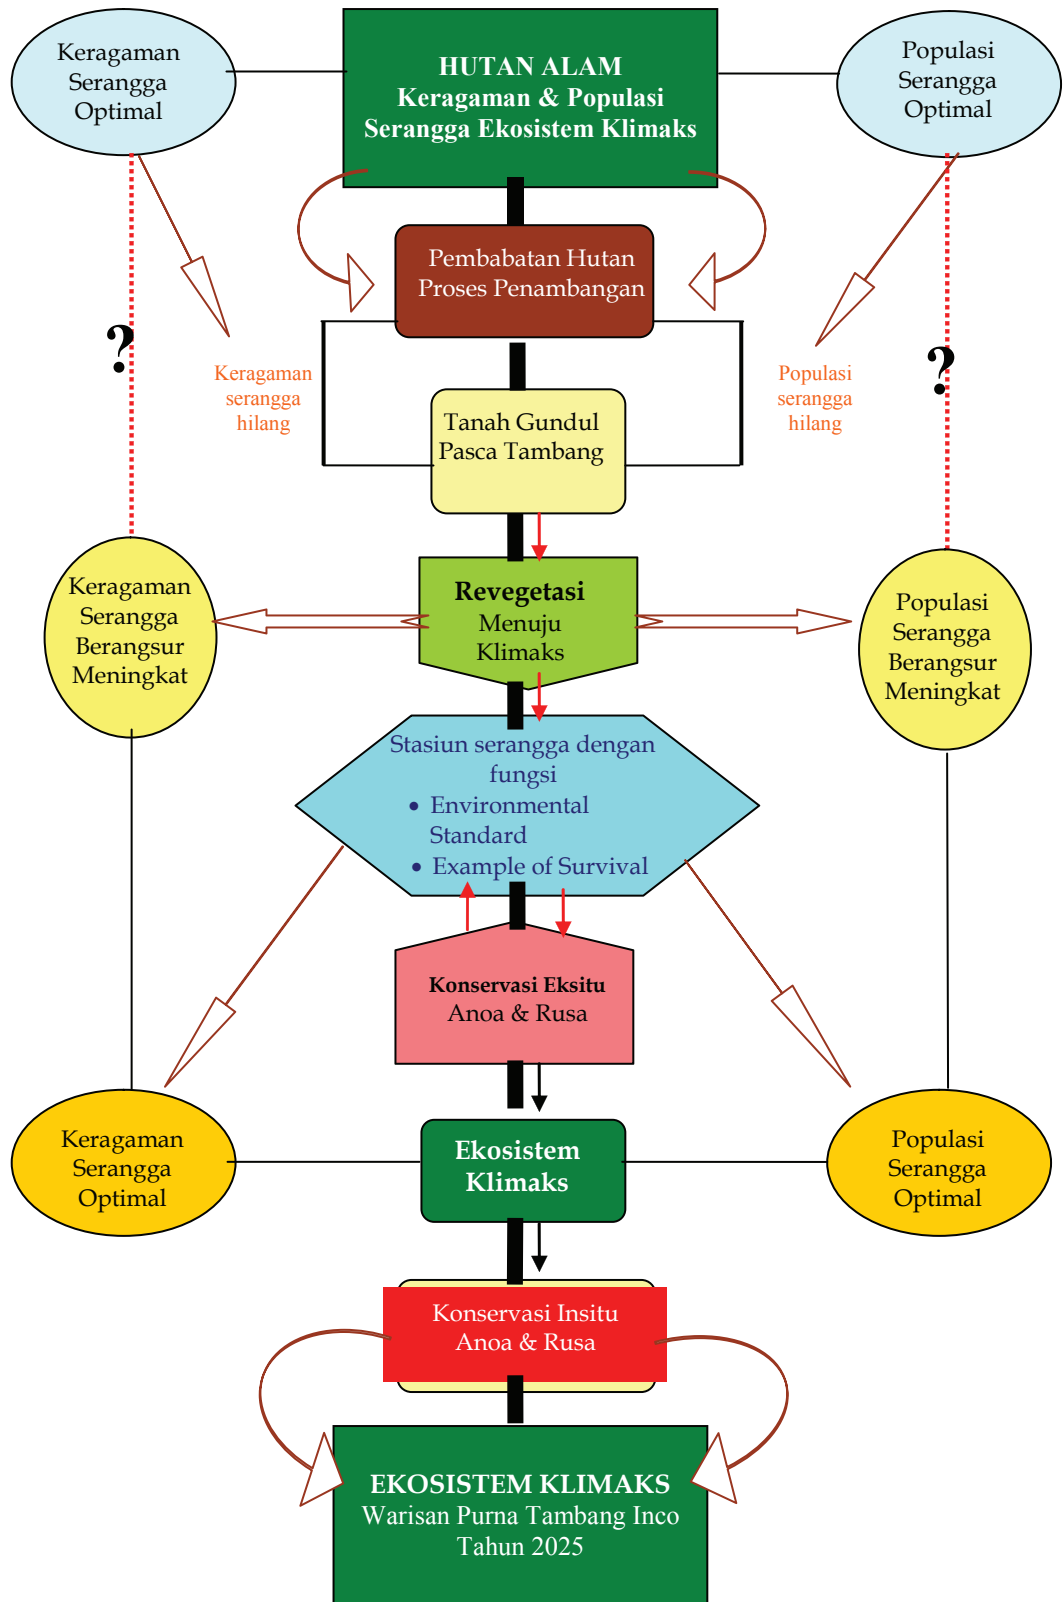 Keragaman
Serangga
Optimal
HUTAN ALAM
Keragaman & Populasi
Serangga Ekosistem Klimaks
Populasi
Serangga
Optimal
Pembabatan Hutan
Proses Penambangan
?
?
Keragaman
serangga
hilang
Populasi
serangga
hilang
Tanah Gundul
Pasca Tambang
Keragaman
Serangga
Berangsur
Meningkat
Revegetasi
Menuju
Klimaks
Populasi
Serangga
Berangsur
Meningkat
Stasiun serangga dengan
fungsi
• Environmental
Standard
• Example of Survival
Konservasi Eksitu
Anoa & Rusa
Keragaman
Serangga
Optimal
Ekosistem
Klimaks
Populasi
Serangga
Optimal
Konservasi Insitu
Anoa & Rusa
EKOSISTEM KLIMAKS
Warisan Purna Tambang Inco
Tahun 2025